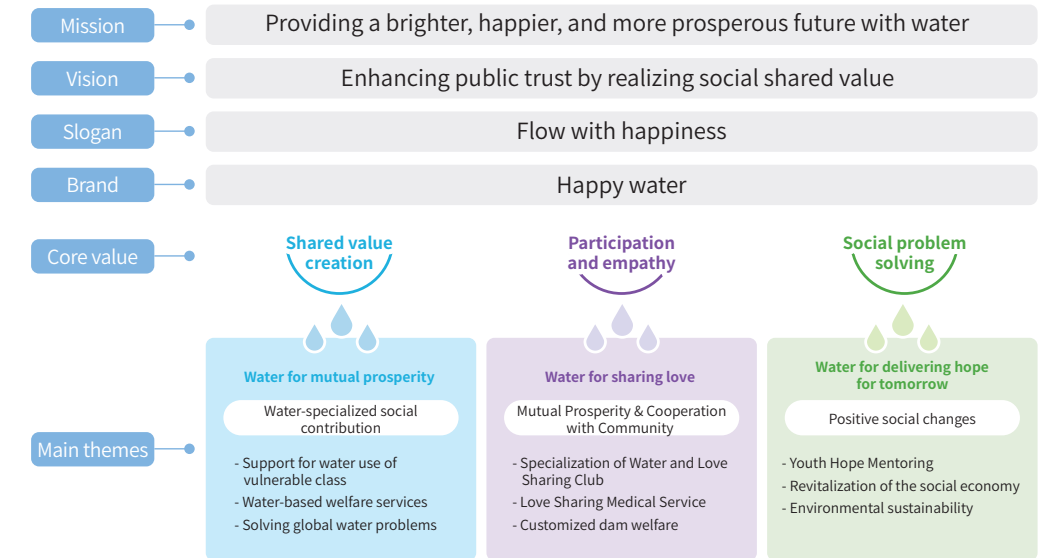 Mission
Providing a brighter, happier, and more prosperous future with water
Vision
Enhancing public trust by realizing social shared value
Slogan
Flow with happiness
Brand
Happy water
Core value
Shared value
creation
Participation
and empathy
Social problem
solving
Main themes
Water for mutual prosperity
Water-specialized social
contribution
- Support for water use of
vulnerable class
- Water-based welfare services
- Solving global water problems
Water for sharing love
Mutual Prosperity & Cooperation
with Community
- Specialization of Water and Love
Sharing Club
- Love Sharing Medical Service
- Customized dam welfare
Water for delivering hope
for tomorrow
Positive social changes
- Youth Hope Mentoring
- Revitalization of the social economy
- Environmental sustainability